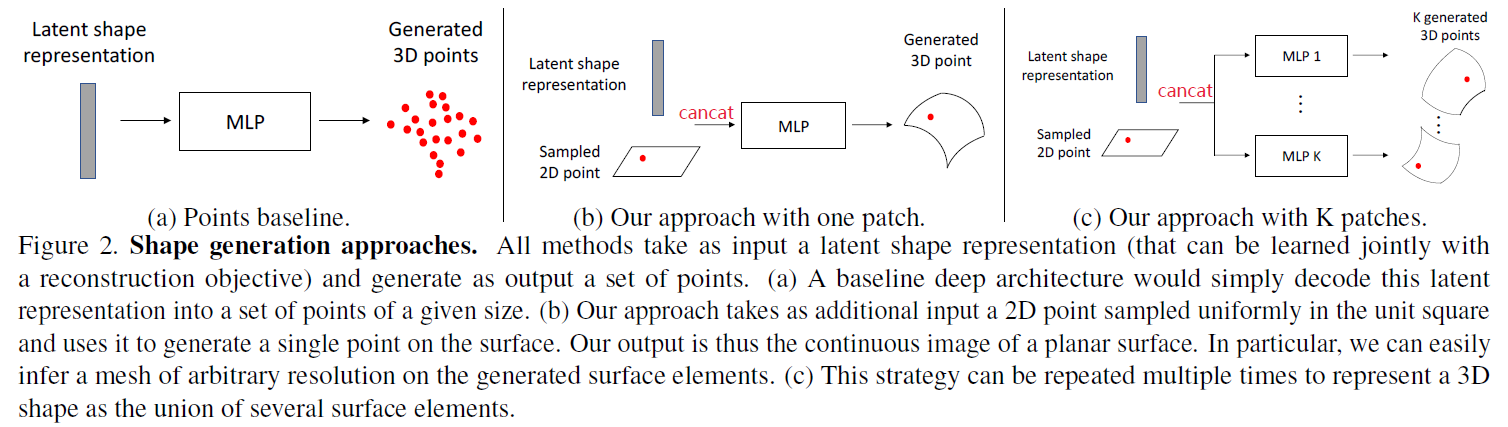 Latent shape
representation
MLP
Generated
3D points
(a) Points baseline.
Latent shape
representation
cancat
Sampled
2D point
MLP
Generated
3D point
(b) Our approach with one patch.
Latent shape
representation
cancat
Sampled
2D point
MLP 1
MLP K
K generated
3D points
(c) Our approach with K patches.
Figure 2. Shape generation approaches. All methods take as input a latent shape representation (that can be learned jointly with
a reconstruction objective) and generate as output a set of points. (a) A baseline deep architecture would simply decode this latent
representation into a set of points of a given size. (b) Our approach takes as additional input a 2D point sampled uniformly in the unit square
and uses it to generate a single point on the surface. Our output is thus the continuous image of a planar surface. In particular, we can easily
infer a mesh of arbitrary resolution on the generated surface elements. (c) This strategy can be repeated multiple times to represent a 3D
shape as the union of several surface elements.